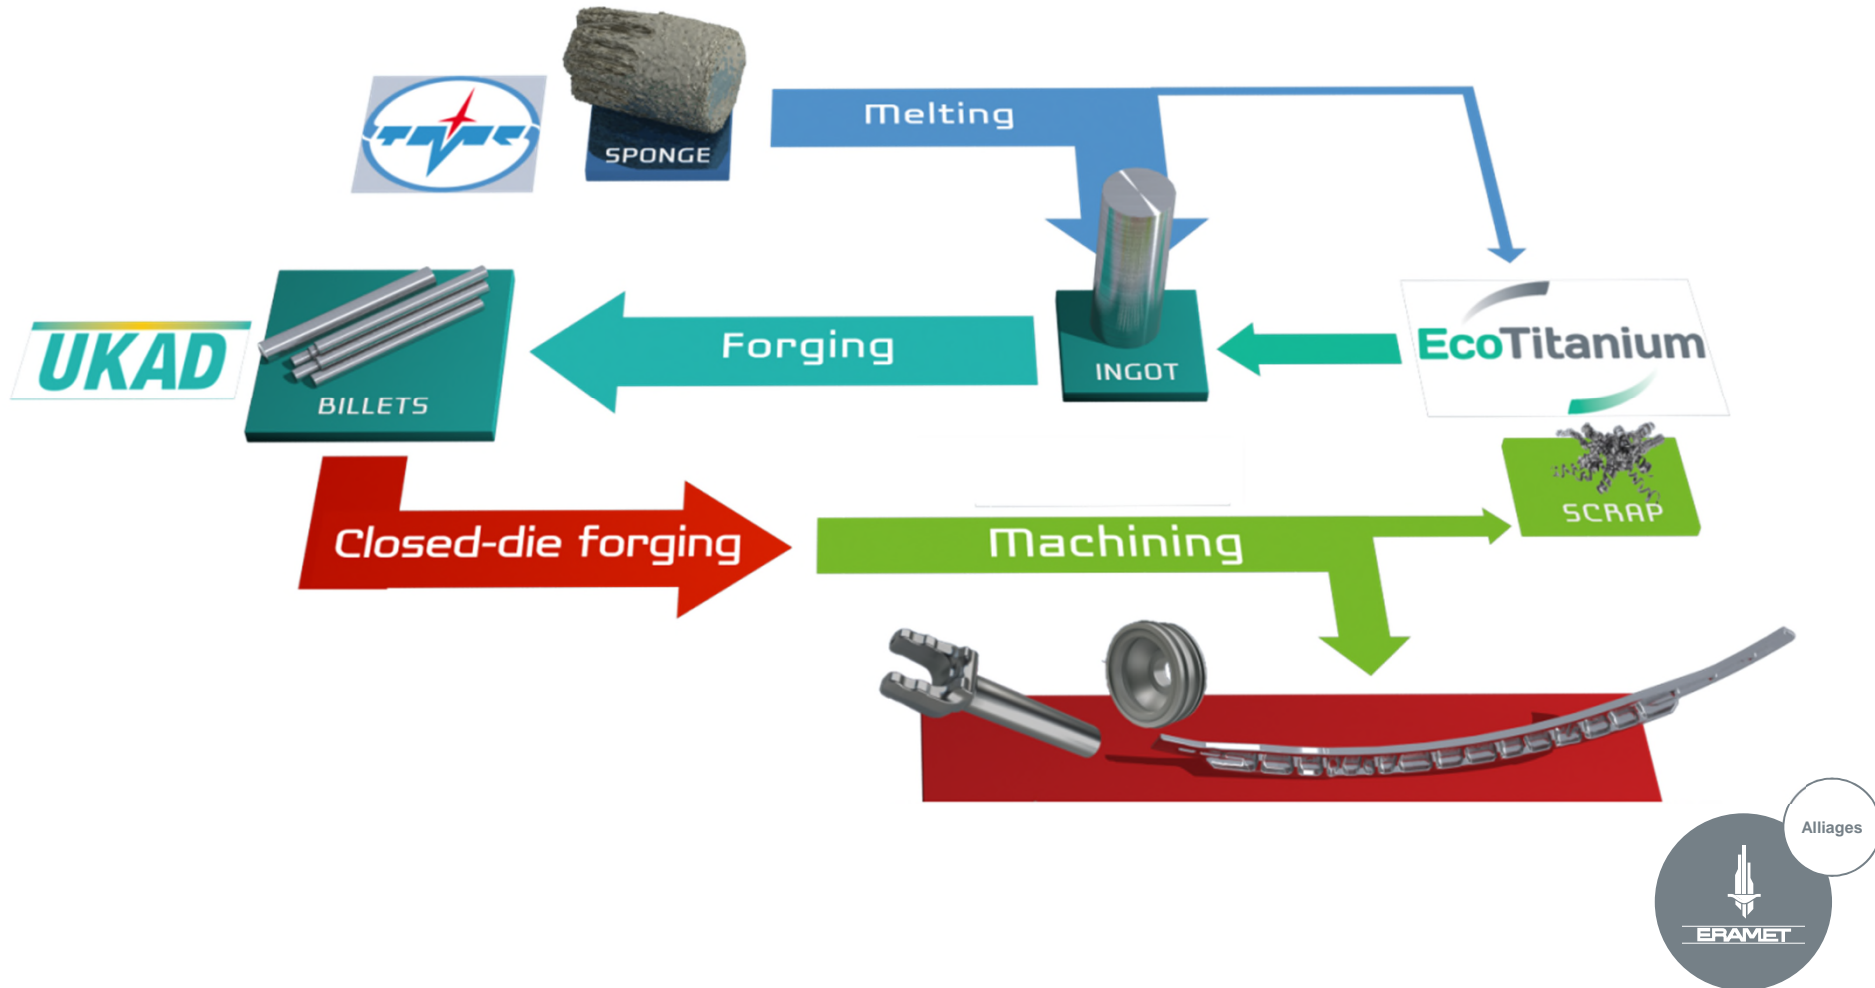 SPONGE
Melting
UKAD
BILLETS
Forging
INGOT
EcoTitanium
Closed-die forging
Machining
SCRAP
Alliages
ERAMET